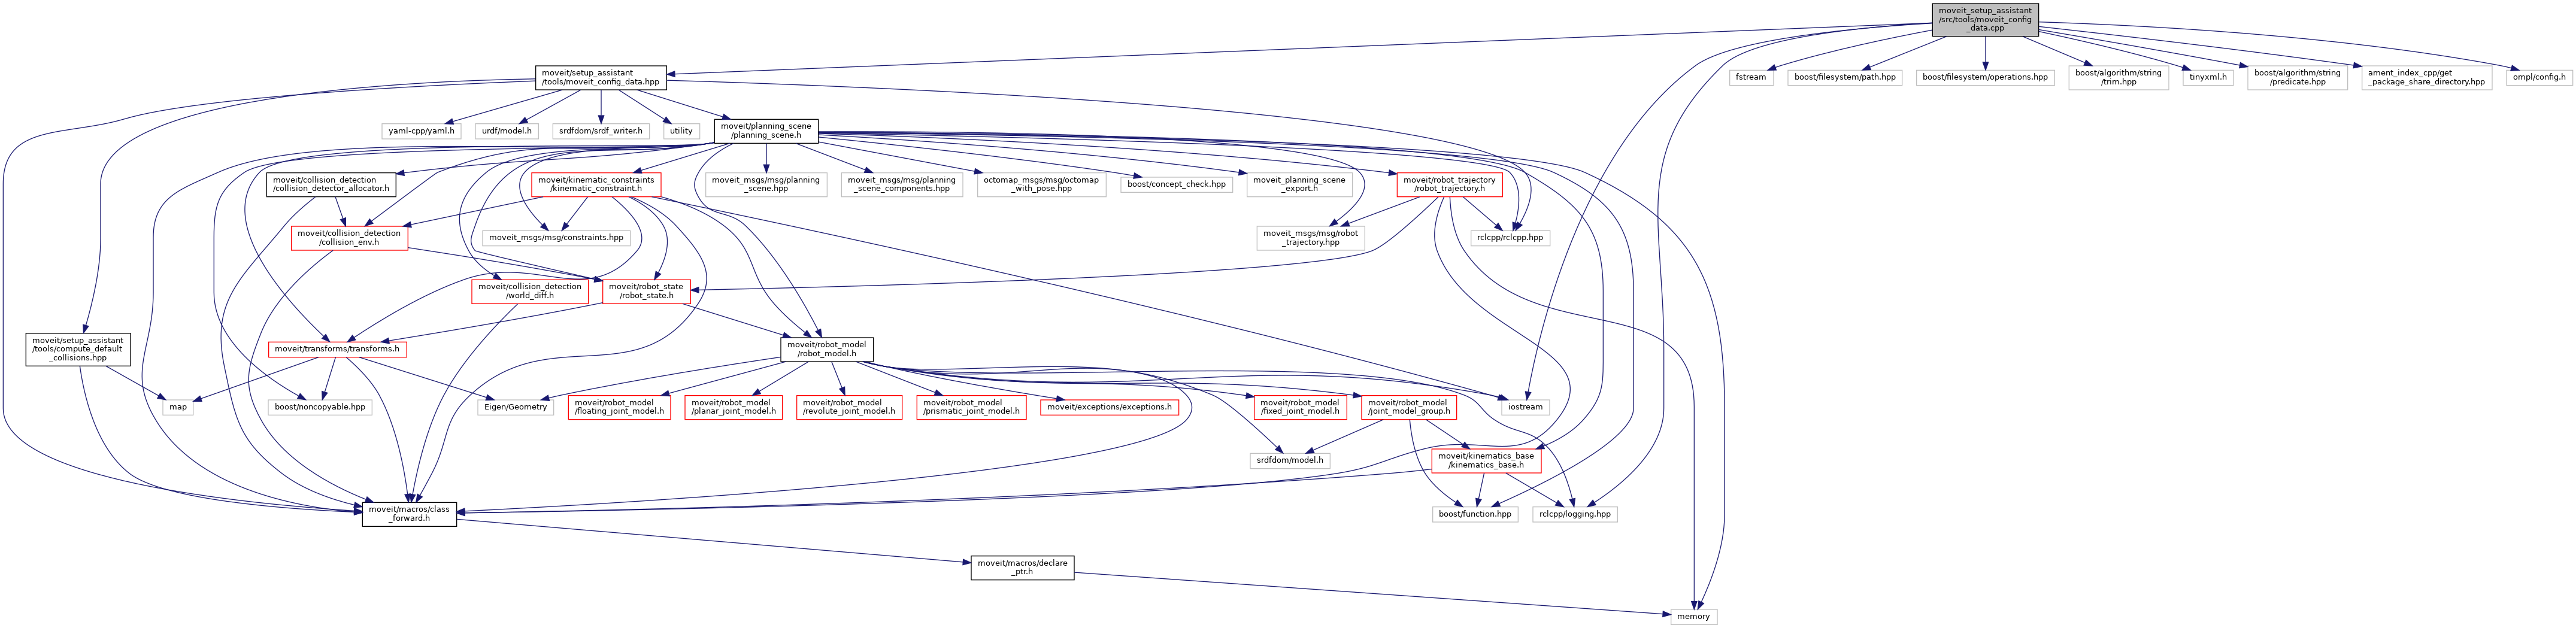 moveit_setup_assistant
/src/tools/moveit_config
_data.cpp
moveit/setup_assistant
/tools/moveit_config_data.hpp
fstream
boost/filesystem/path.hpp
boost/filesystem/operations.hpp
boost/algorithm/string
/trim.hpp
tinyxml.h
boost/algorithm/string
/predicate.hpp
ament_index_cpp/get
_package_share_directory.hpp
ompl/config.h
yaml-cpp/yaml.h
urdf/model.h
srdfdom/srdf_writer.h
utility
moveit/planning_scene
/planning_scene.h
moveit/collision_detection
/collision_detector_allocator.h
moveit/kinematic_constraints
/kinematic_constraint.h
moveit_msgs/msg/planning
_scene.hpp
moveit_msgs/msg/planning
_scene_components.hpp
octomap_msgs/msg/octomap
_with_pose.hpp
boost/concept_check.hpp
moveit_planning_scene
_export.h
moveit/robot_trajectory
/robot_trajectory.h
moveit/collision_detection
/collision_env.h
moveit_msgs/msg/constraints.hpp
moveit_msgs/msg/robot
_trajectory.hpp
rclcpp/rclcpp.hpp
moveit/collision_detection
/world_diff.h
moveit/robot_state
/robot_state.h
moveit/setup_assistant
/tools/compute_default
_collisions.hpp
moveit/transforms/transforms.h
moveit/robot_model
/robot_model.h
map
boost/noncopyable.hpp
Eigen/Geometry
moveit/robot_model
/floating_joint_model.h
moveit/robot_model
/planar_joint_model.h
moveit/robot_model
/revolute_joint_model.h
moveit/robot_model
/prismatic_joint_model.h
moveit/exceptions/exceptions.h
moveit/robot_model
/fixed_joint_model.h
moveit/robot_model
/joint_model_group.h
iostream
srdfdom/model.h
moveit/kinematics_base
/kinematics_base.h
moveit/macros/class
_forward.h
boost/function.hpp
rclcpp/logging.hpp
moveit/macros/declare
_ptr.h
memory